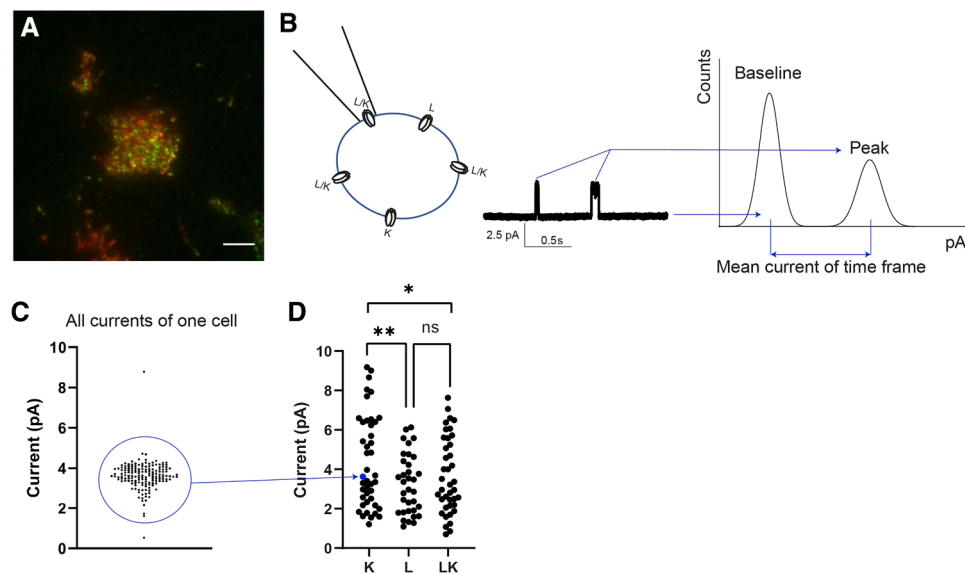 A
B
L/K
L
L/K
L/K
K
2.5 pA
0.5s
Counts
Baseline
Peak
pA
Mean current of time frame
C
All currents of one cell
Current (pA)
10
8
6
4
2
0
D
*
**
ns
Current (pA)
10
8
6
4
2
0
K
L
LK